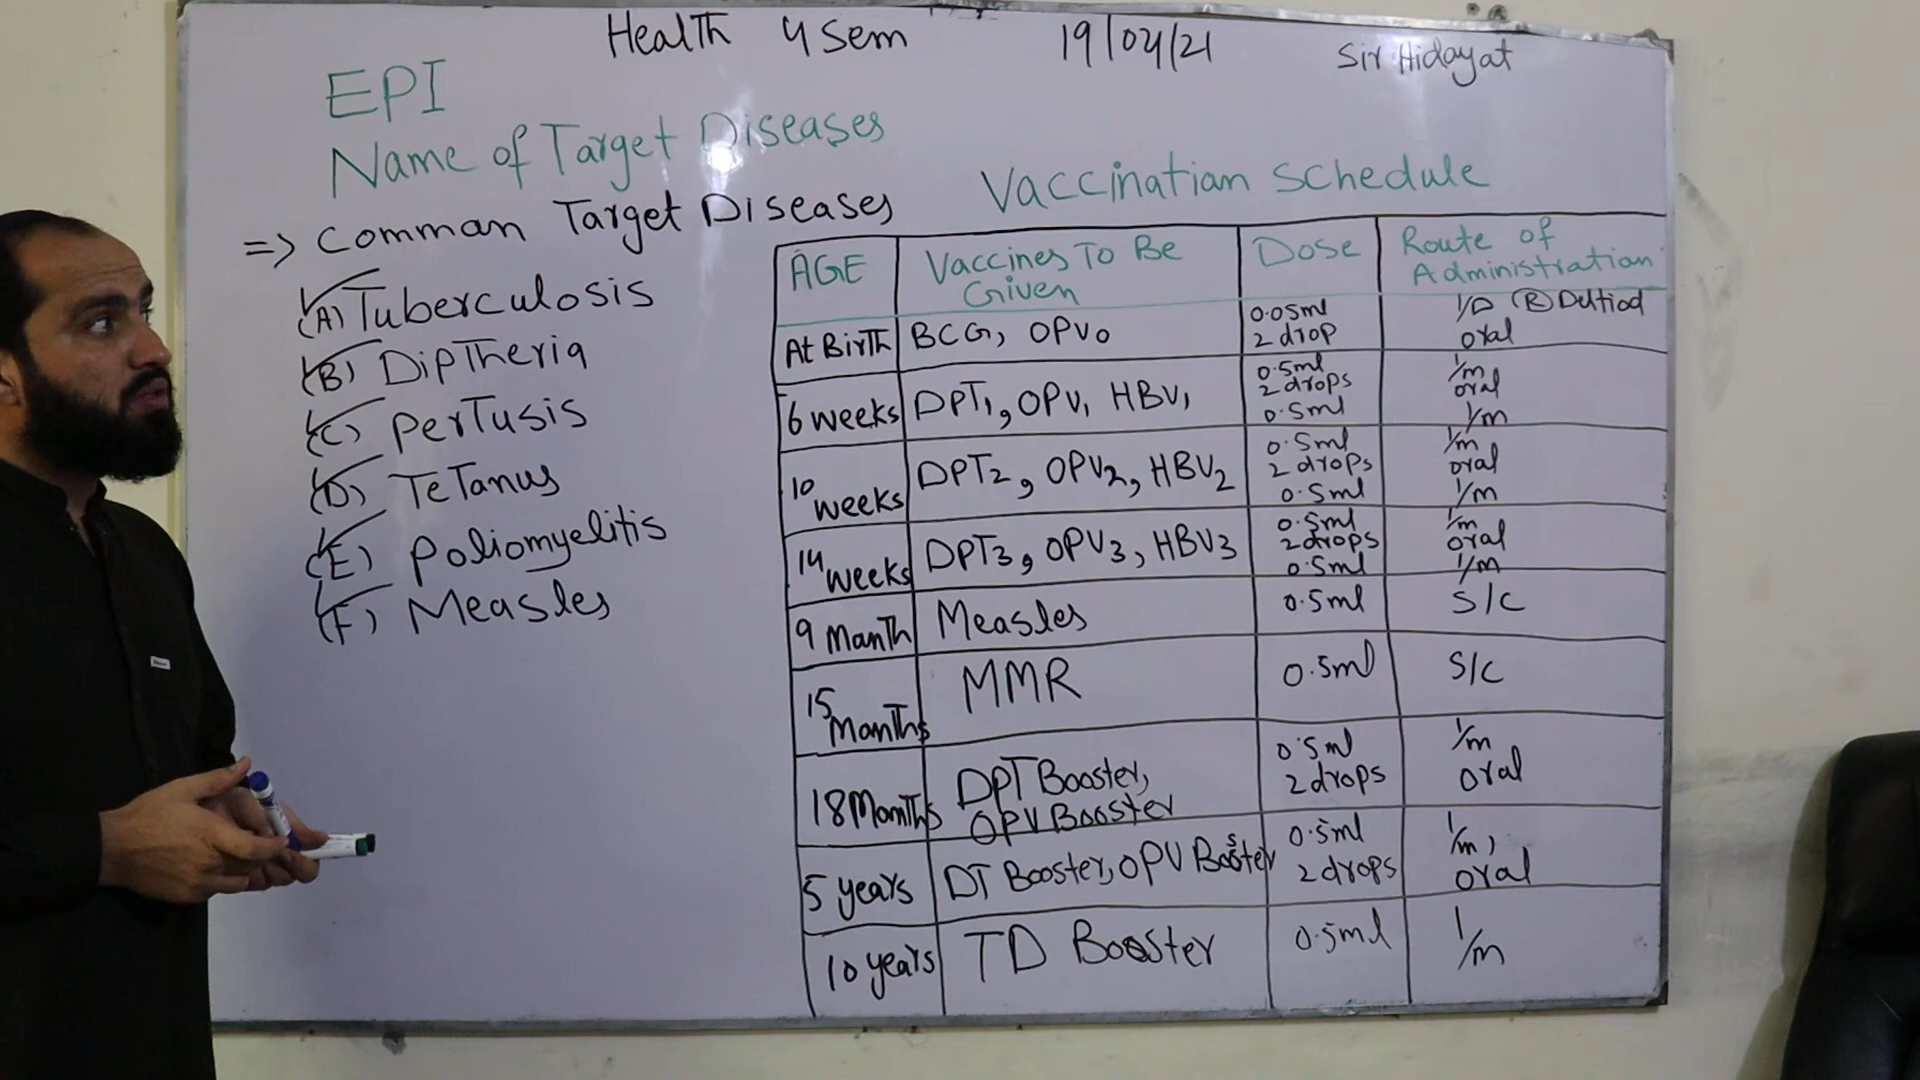 Health 4 Sem 19/04/21 Sir Hidayat
EPI
Name of Target Diseases
=> Comman Target Diseases
(A) Tuberculosis
(B) Diptheria
(C) PerTusis
(D) TeTanus
(E) Poliomyelitis
(F) Measles
Vaccinatian Schedule
AGE Vaccines To Be Given Dose Route of Administration
At BirTh BCG, OPV0 0.05ml 2 drop I/D (R) Deltiod oral
6 weeks DPT1, OPV1 HBV1 0.5ml 2 drops 0.5ml I/m oral I/m
10 weeks DPT2, OPV2, HBV2 0.5ml 2 drops 0.5ml I/m oral I/m
14 weeks DPT3, OPV3, HBV3 0.5ml 2 drops 0.5ml I/m oral I/m
9 ManTh Measles 0.5ml S/C
15 ManThs MMR 0.5ml S/C
18 MonThs DPT Booster, OPV Booster 0.5ml 2 drops I/m oral
5 years DT Booster, OPV Booster 0.5ml 2 drops I/m, oral
10 years TD Booster 0.5ml I/m